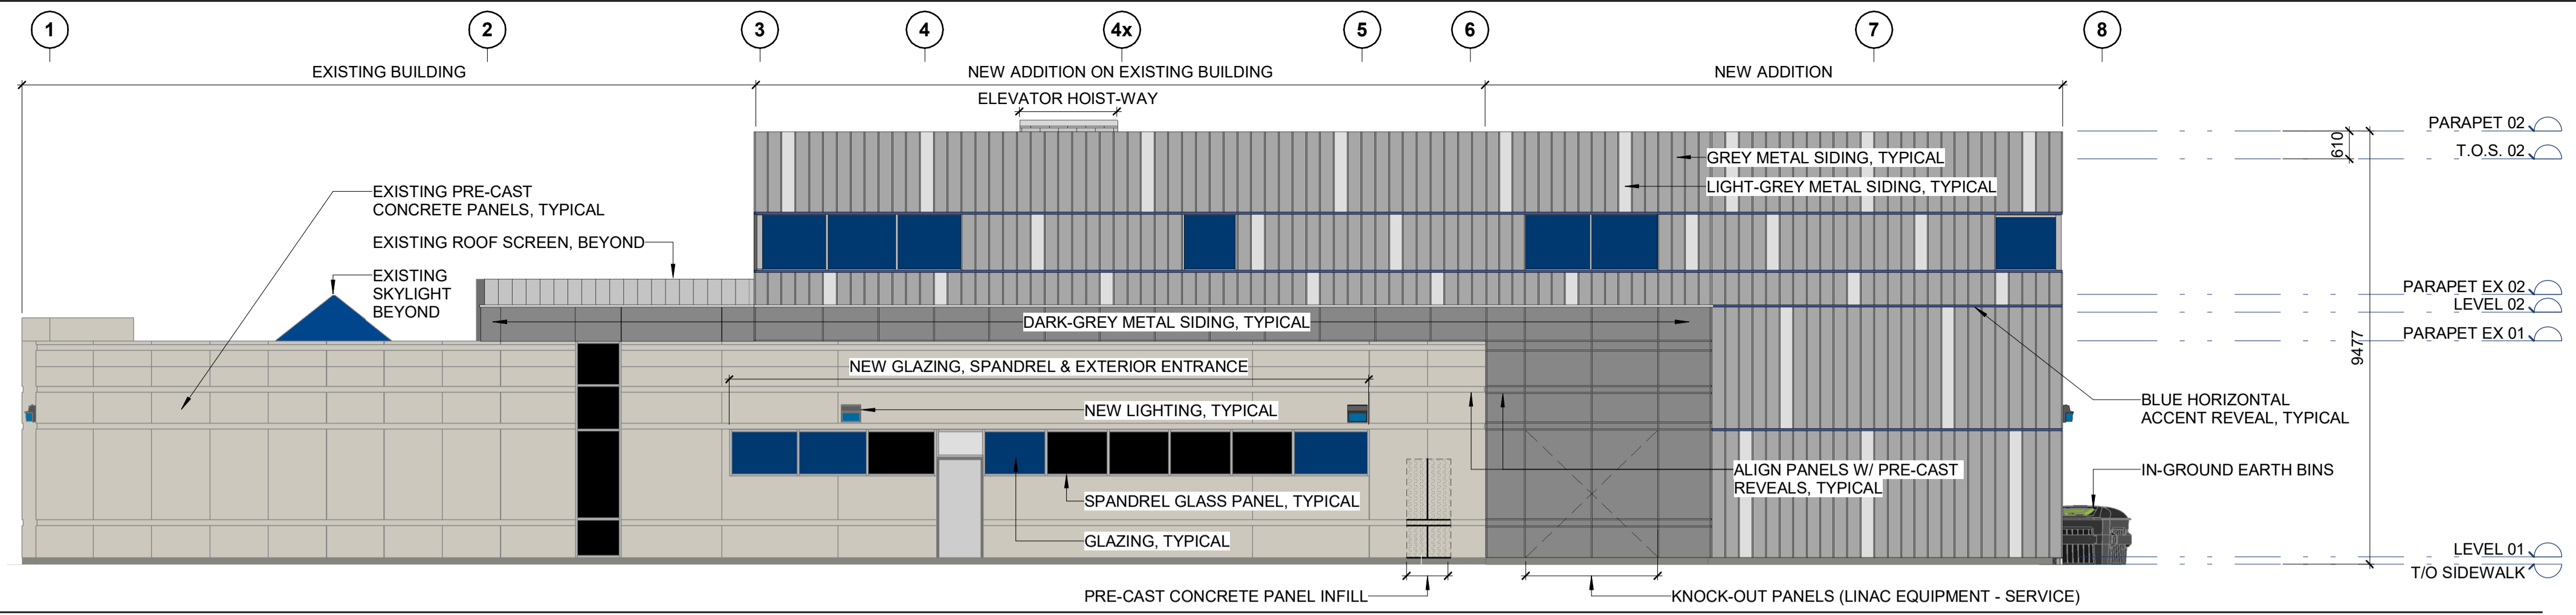 1 2 3 4 4x 5 6 7 8
EXISTING BUILDING NEW ADDITION ON EXISTING BUILDING NEW ADDITION
ELEVATOR HOIST-WAY
PARAPET 02
T.O.S. 02
610
GREY METAL SIDING, TYPICAL
LIGHT-GREY METAL SIDING, TYPICAL
EXISTING PRE-CAST
CONCRETE PANELS, TYPICAL
EXISTING ROOF SCREEN, BEYOND
EXISTING
SKYLIGHT
BEYOND
PARAPET EX 02
LEVEL 02
PARAPET EX 01
9477
DARK-GREY METAL SIDING, TYPICAL
NEW GLAZING, SPANDREL & EXTERIOR ENTRANCE
NEW LIGHTING, TYPICAL
BLUE HORIZONTAL
ACCENT REVEAL, TYPICAL
ALIGN PANELS W/ PRE-CAST
REVEALS, TYPICAL
IN-GROUND EARTH BINS
SPANDREL GLASS PANEL, TYPICAL
GLAZING, TYPICAL
LEVEL 01
T/O SIDEWALK
PRE-CAST CONCRETE PANEL INFILL
KNOCK-OUT PANELS (LINAC EQUIPMENT - SERVICE)